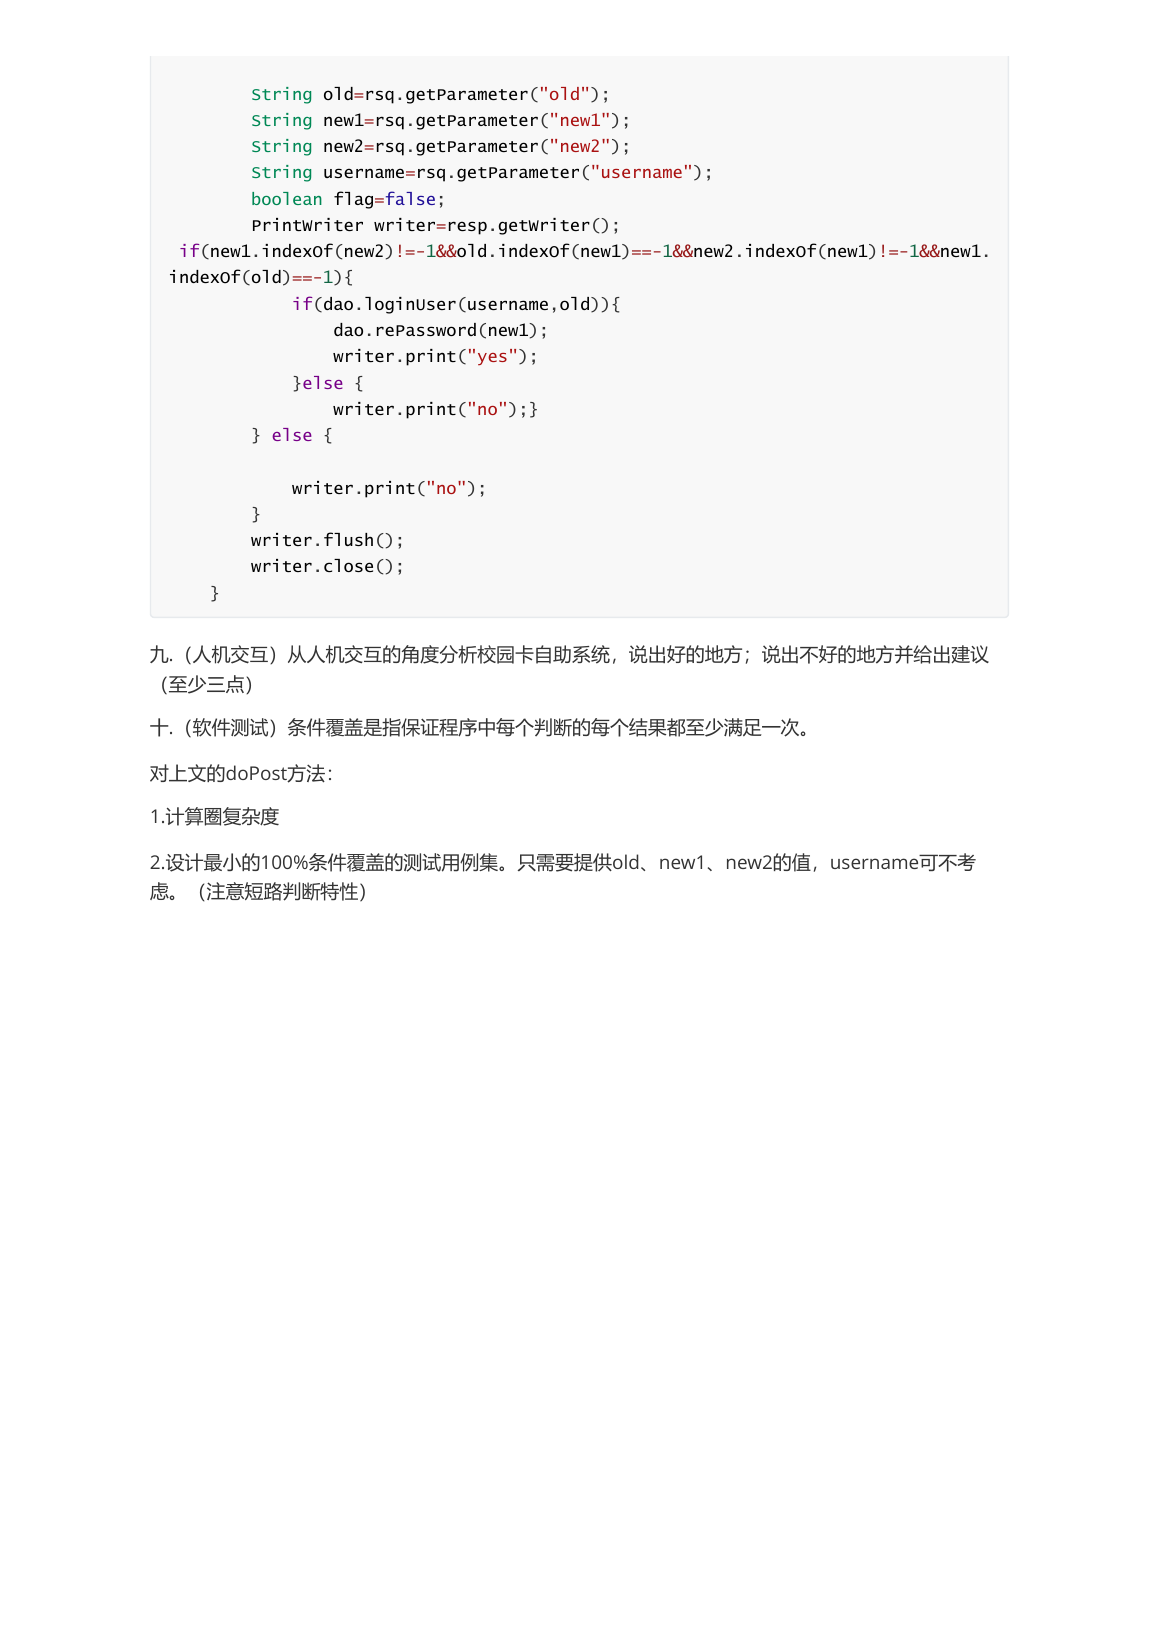 String old=rsq.getParameter("old");
String new1=rsq.getParameter("new1");
String new2=rsq.getParameter("new2");
String username=rsq.getParameter("username");
boolean flag=false;
PrintWriter writer=resp.getWriter();
if(new1.indexOf(new2)!=-1&&old.indexOf(new1)==-1&&new2.indexOf(new1)!=-1&&new1.
indexOf(old)==-1){
if(dao.loginUser(username,old)){
dao.rePassword(new1);
writer.print("yes");
}else {
writer.print("no");}
} else {
writer.print("no");
}
writer.flush();
writer.close();
}
九.（人机交互）从人机交互的角度分析校园卡自助系统，说出好的地方；说出不好的地方并给出建议
（至少三点）
十.（软件测试）条件覆盖是指保证程序中每个判断的每个结果都至少满足一次。
对上文的doPost方法：
1.计算圈复杂度
2.设计最小的100%条件覆盖的测试用例集。只需要提供old、new1、new2的值，username可不考
虑。（注意短路判断特性）